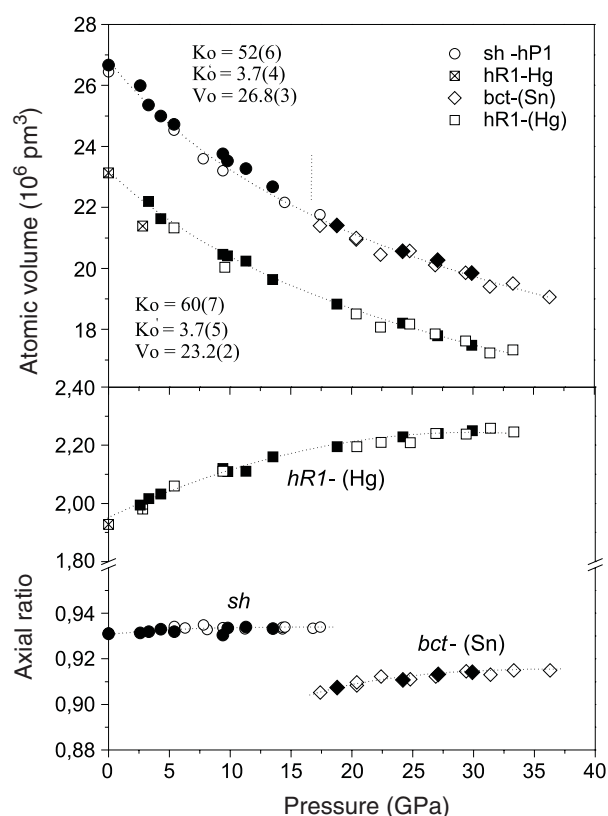 28
26
24
22
20
18
2,40
2,20
2,00
1,80
0,94
0,92
0,90
0,88
Atomic volume (10⁶ pm³)
Axial ratio
Ko = 52(6)
Ko' = 3.7(4)
Vo = 26.8(3)
sh -hP1
hR1-Hg
bct-(Sn)
hR1-(Hg)
Ko = 60(7)
Ko' = 3.7(5)
Vo = 23.2(2)
hR1- (Hg)
sh
bct- (Sn)
0 5 10 15 20 25 30 35 40
Pressure (GPa)